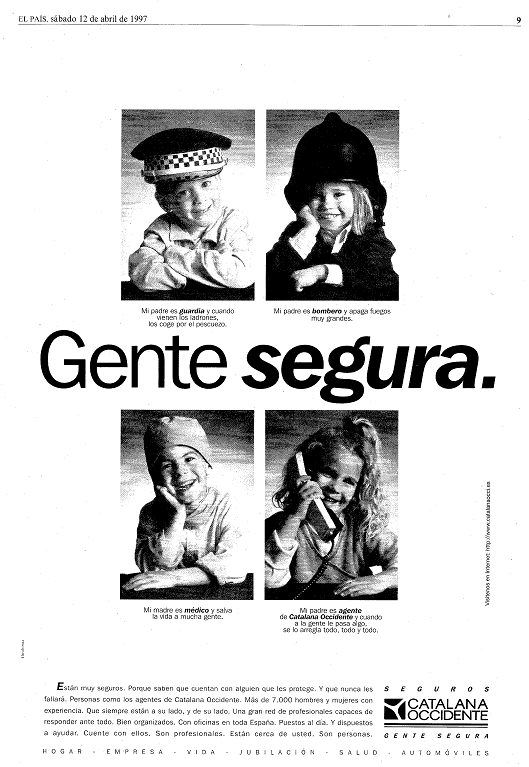 EL PAÍS, sábado 12 de abril de 1997
9
Mi padre es guardia y cuando
vienen los ladrones,
los coge por el pescuezo.
Mi padre es bombero y apaga fuegos
muy grandes.
Gente segura.
Mi madre es médico y salva
la vida a mucha gente.
Mi padre es agente
de Catalana Occidente y cuando
a la gente le pasa algo,
se lo arregla todo, todo y todo.
Visítenos en Internet: http://www.catalanaocci.es
Están muy seguros. Porque saben que cuentan con alguien que les protege. Y que nunca les
fallará. Personas como los agentes de Catalana Occidente. Más de 7.000 hombres y mujeres con
experiencia. Que siempre están a su lado, y de su lado. Una gran red de profesionales capaces de
responder ante todo. Bien organizados. Con oficinas en toda España. Puestos al día. Y dispuestos
a ayudar. Cuente con ellos. Son profesionales. Están cerca de usted. Son personas.
SEGUROS
CATALANA
OCCIDENTE
GENTE SEGURA
HOGAR - EMPRESA - VIDA - JUBILACIÓN - SALUD - AUTOMÓVILES